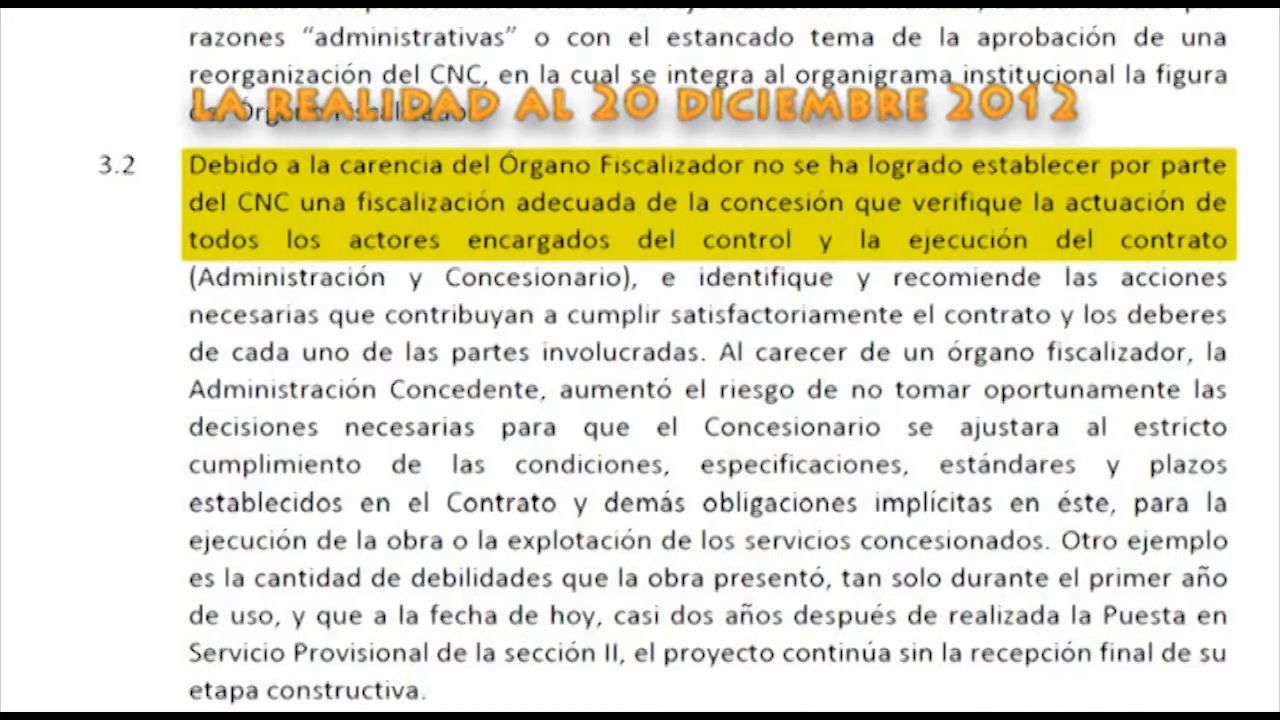 razones “administrativas” o con el estancado tema de la aprobación de una
reorganización del CNC, en la cual se integra al organigrama institucional la figura
LA REALIDAD AL 20 DICIEMBRE 2012
3.2 Debido a la carencia del Órgano Fiscalizador no se ha logrado establecer por parte
del CNC una fiscalización adecuada de la concesión que verifique la actuación de
todos los actores encargados del control y la ejecución del contrato
(Administración y Concesionario), e identifique y recomiende las acciones
necesarias que contribuyan a cumplir satisfactoriamente el contrato y los deberes
de cada uno de las partes involucradas. Al carecer de un órgano fiscalizador, la
Administración Concedente, aumentó el riesgo de no tomar oportunamente las
decisiones necesarias para que el Concesionario se ajustara al estricto
cumplimiento de las condiciones, especificaciones, estándares y plazos
establecidos en el Contrato y demás obligaciones implícitas en éste, para la
ejecución de la obra o la explotación de los servicios concesionados. Otro ejemplo
es la cantidad de debilidades que la obra presentó, tan solo durante el primer año
de uso, y que a la fecha de hoy, casi dos años después de realizada la Puesta en
Servicio Provisional de la sección II, el proyecto continúa sin la recepción final de su
etapa constructiva.